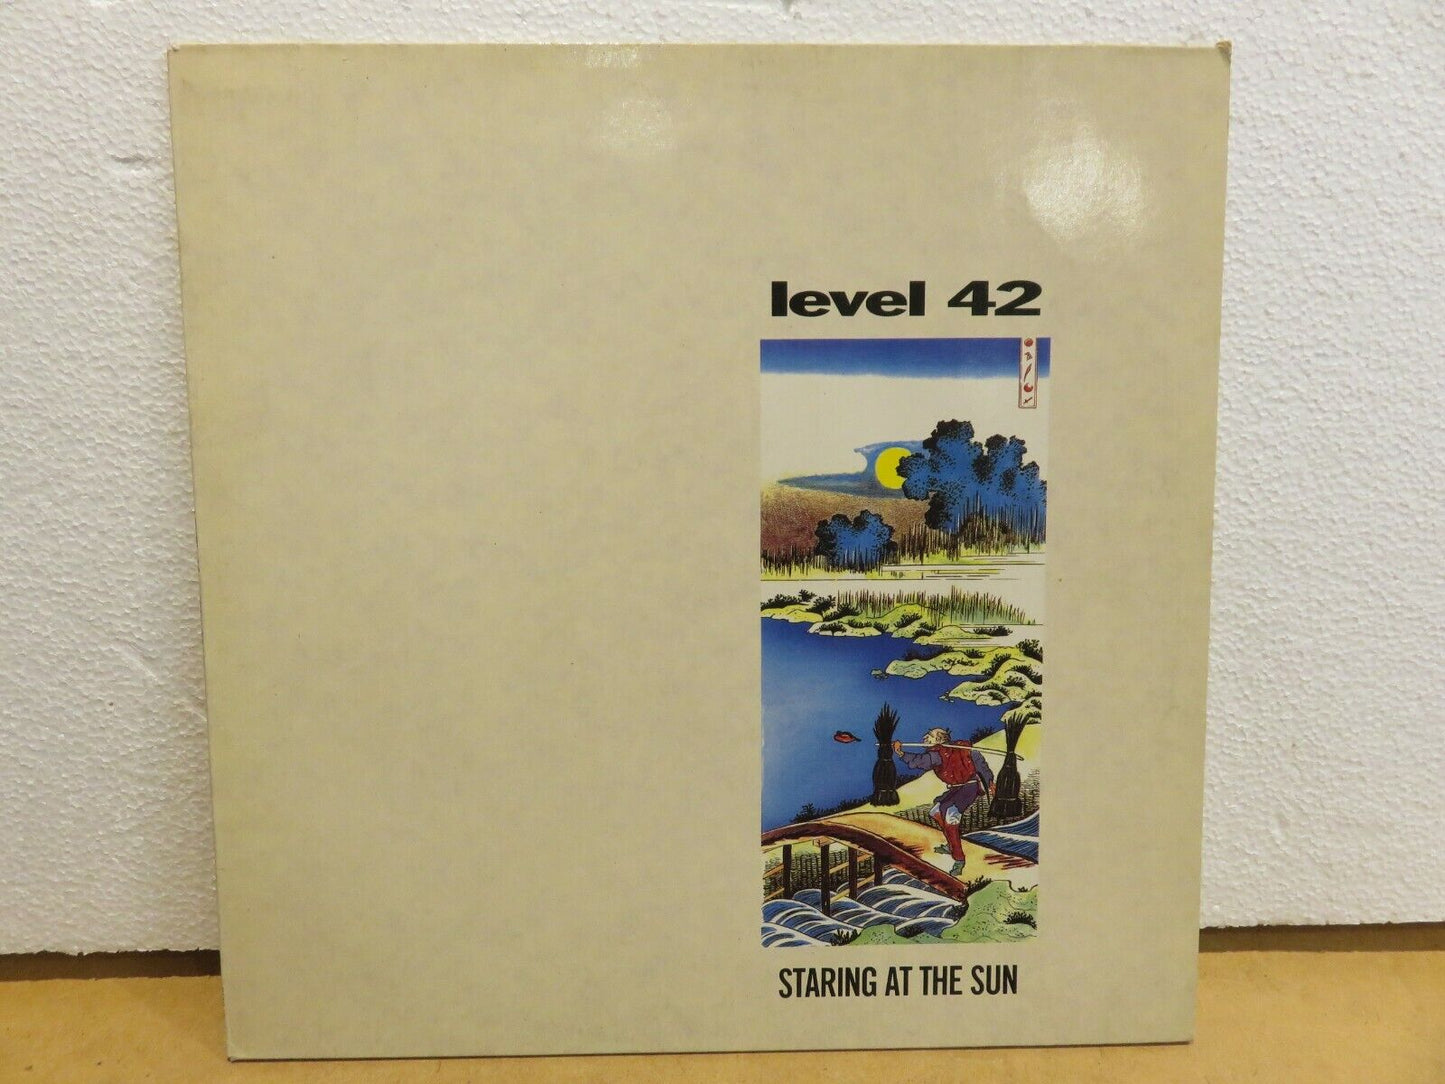 level 42
STARING AT THE SUN